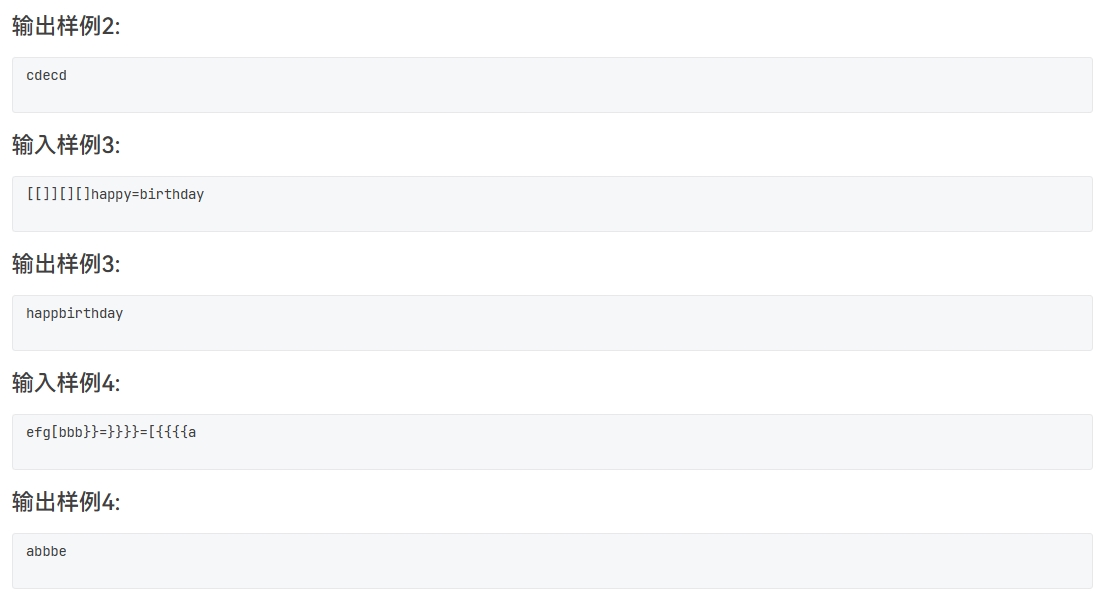 输出样例2:
cdecd
输入样例3:
[[]][][]happy=birthday
输出样例3:
happbirthday
输入样例4:
efg[bbb}}=}}}}=[{{{{a
输出样例4:
abbbe